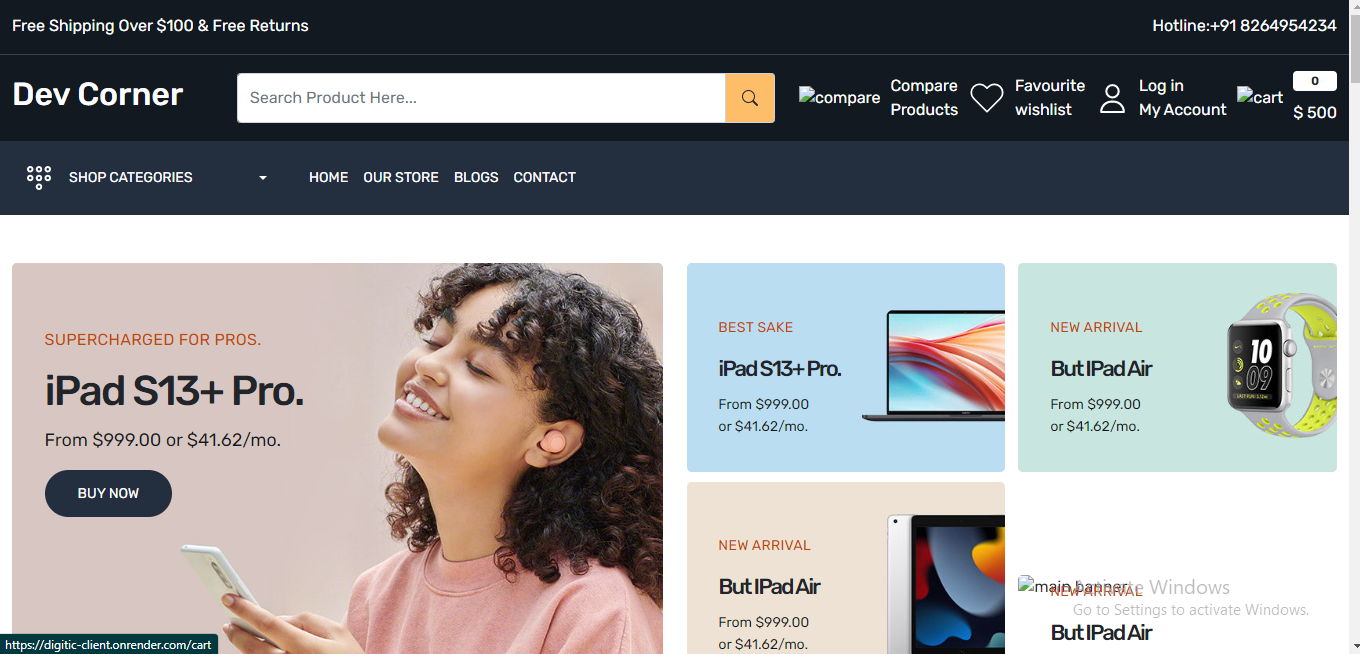 Free Shipping Over $100 & Free Returns
Hotline:+91 8264954234
Dev Corner
Search Product Here...
compare
Compare
Products
Favourite
wishlist
Log in
My Account
cart
0
$ 500
SHOP CATEGORIES
HOME
OUR STORE
BLOGS
CONTACT
SUPERCHARGED FOR PROS.
iPad S13+ Pro.
From $999.00 or $41.62/mo.
BUY NOW
BEST SAKE
iPad S13+ Pro.
From $999.00
or $41.62/mo.
NEW ARRIVAL
But IPad Air
From $999.00
or $41.62/mo.
10
09
NEW ARRIVAL
But IPad Air
From $999.00
or $41.62/mo.
main banner
NEW ARRIVAL
But IPad Air
Activate Windows
Go to Settings to activate Windows.
https://digitic-client.onrender.com/cart